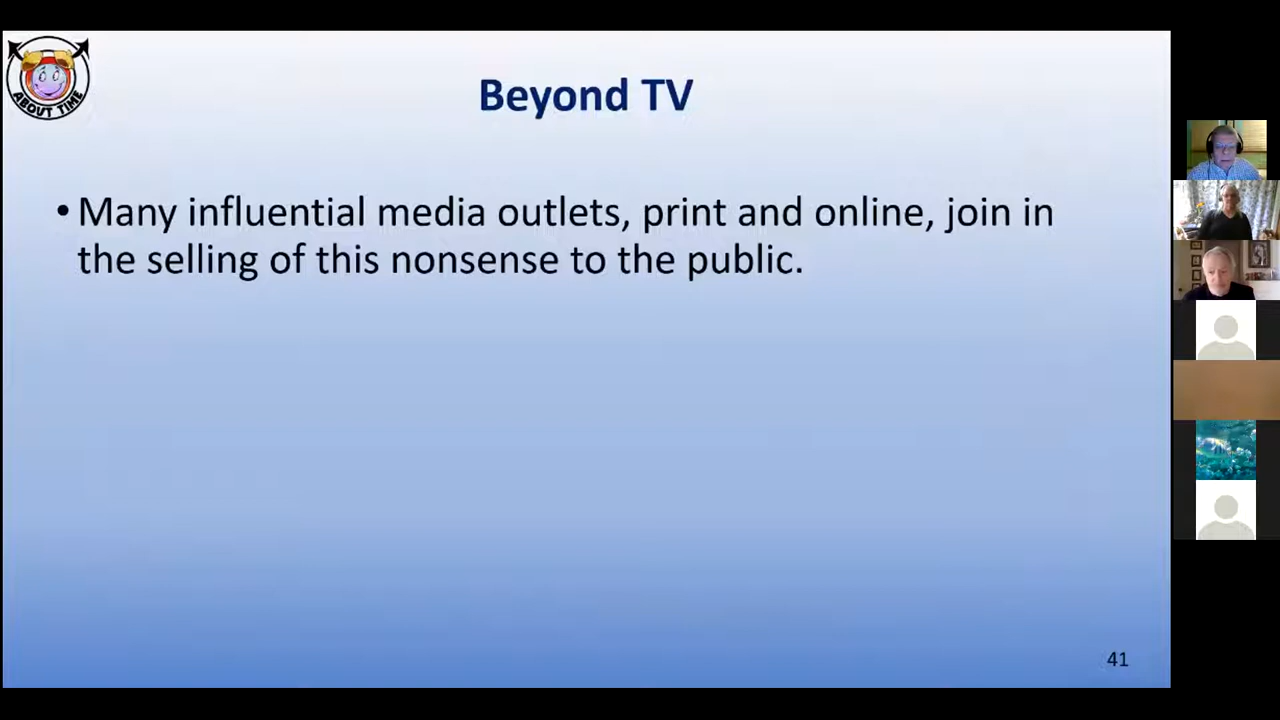 ABOUT TIME
Beyond TV
• Many influential media outlets, print and online, join in
the selling of this nonsense to the public.
41